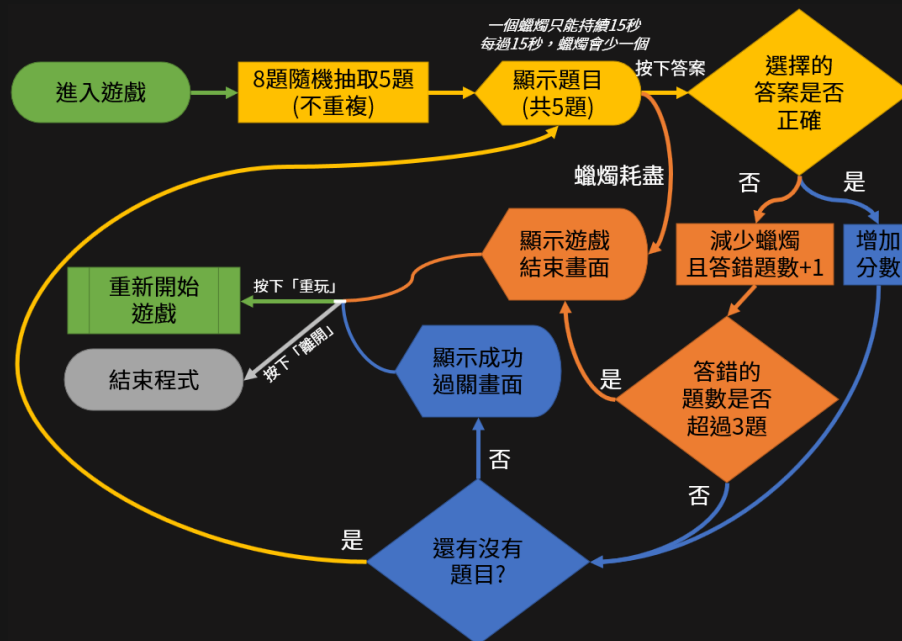 一個蠟燭只能持續15秒
每過15秒，蠟燭會少一個
進入遊戲
8題隨機抽取5題
(不重複)
顯示題目
(共5題)
按下答案
選擇的
答案是否
正確
蠟燭耗盡
否
是
顯示遊戲
結束畫面
減少蠟燭
且答錯題數+1
增加
分數
重新開始
遊戲
按下「重玩」
按下「離開」
結束程式
顯示成功
過關畫面
是
答錯的
題數是否
超過3題
否
否
是
還有沒有
題目?